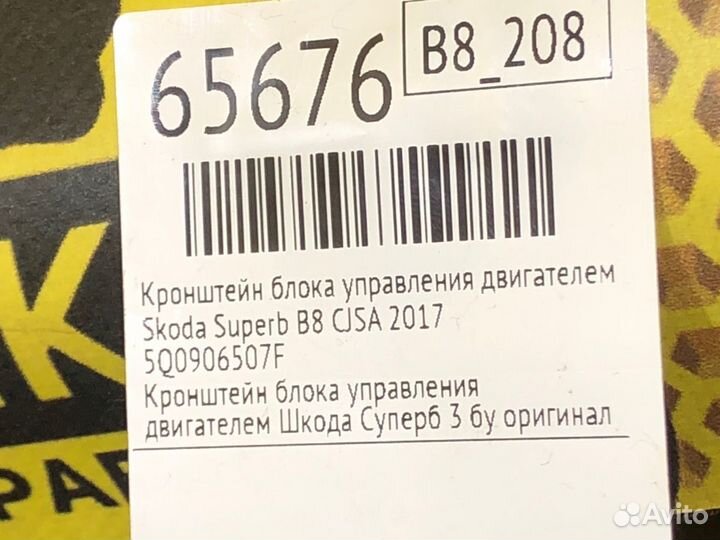 65676
B8_208
Кронштейн блока управления двигателем
Skoda Superb B8 CJSA 2017
5Q0906507F
Кронштейн блока управления
двигателем Шкода Суперб 3 бу оригинал
K
PAR
Avito